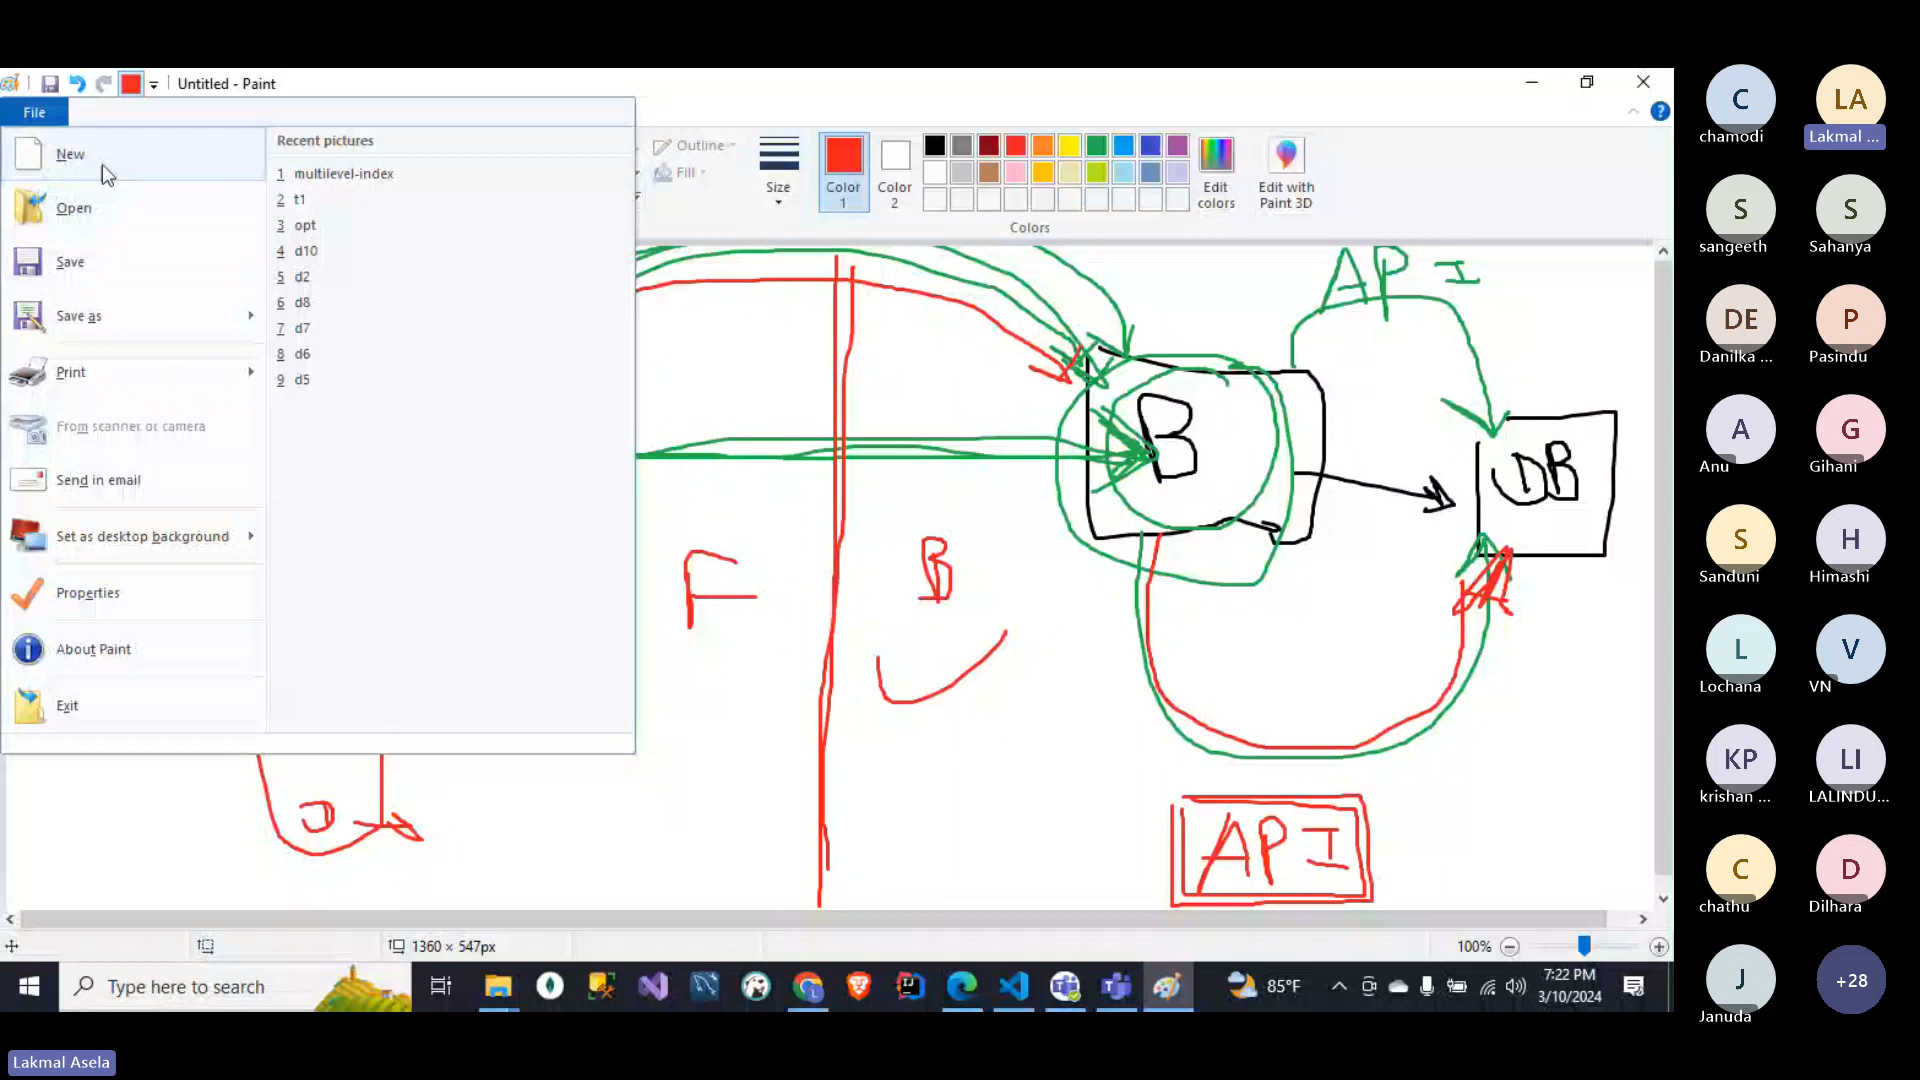 Untitled - Paint
File
New
Open
Save
Save as
Print
From scanner or camera
Send in email
Set as desktop background
Properties
About Paint
Exit
Recent pictures
1 multilevel-index
2 t1
3 opt
4 d10
5 d2
6 d8
7 d7
8 d6
9 d5
Outline
Fill
Size
Color
1
Color
2
Edit
colors
Edit with
Paint 3D
Colors
API
B
DB
F
B
API
1360 × 547px
100%
Type here to search
85°F
7:22 PM
3/10/2024
C
chamodi
LA
Lakmal ...
S
sangeeth
S
Sahanya
DE
Danilka ...
P
Pasindu
A
Anu
G
Gihani
S
Sanduni
H
Himashi
L
Lochana
V
VN
KP
krishan ...
LI
LALINDU...
C
chathu
D
Dilhara
J
Januda
+28
Lakmal Asela